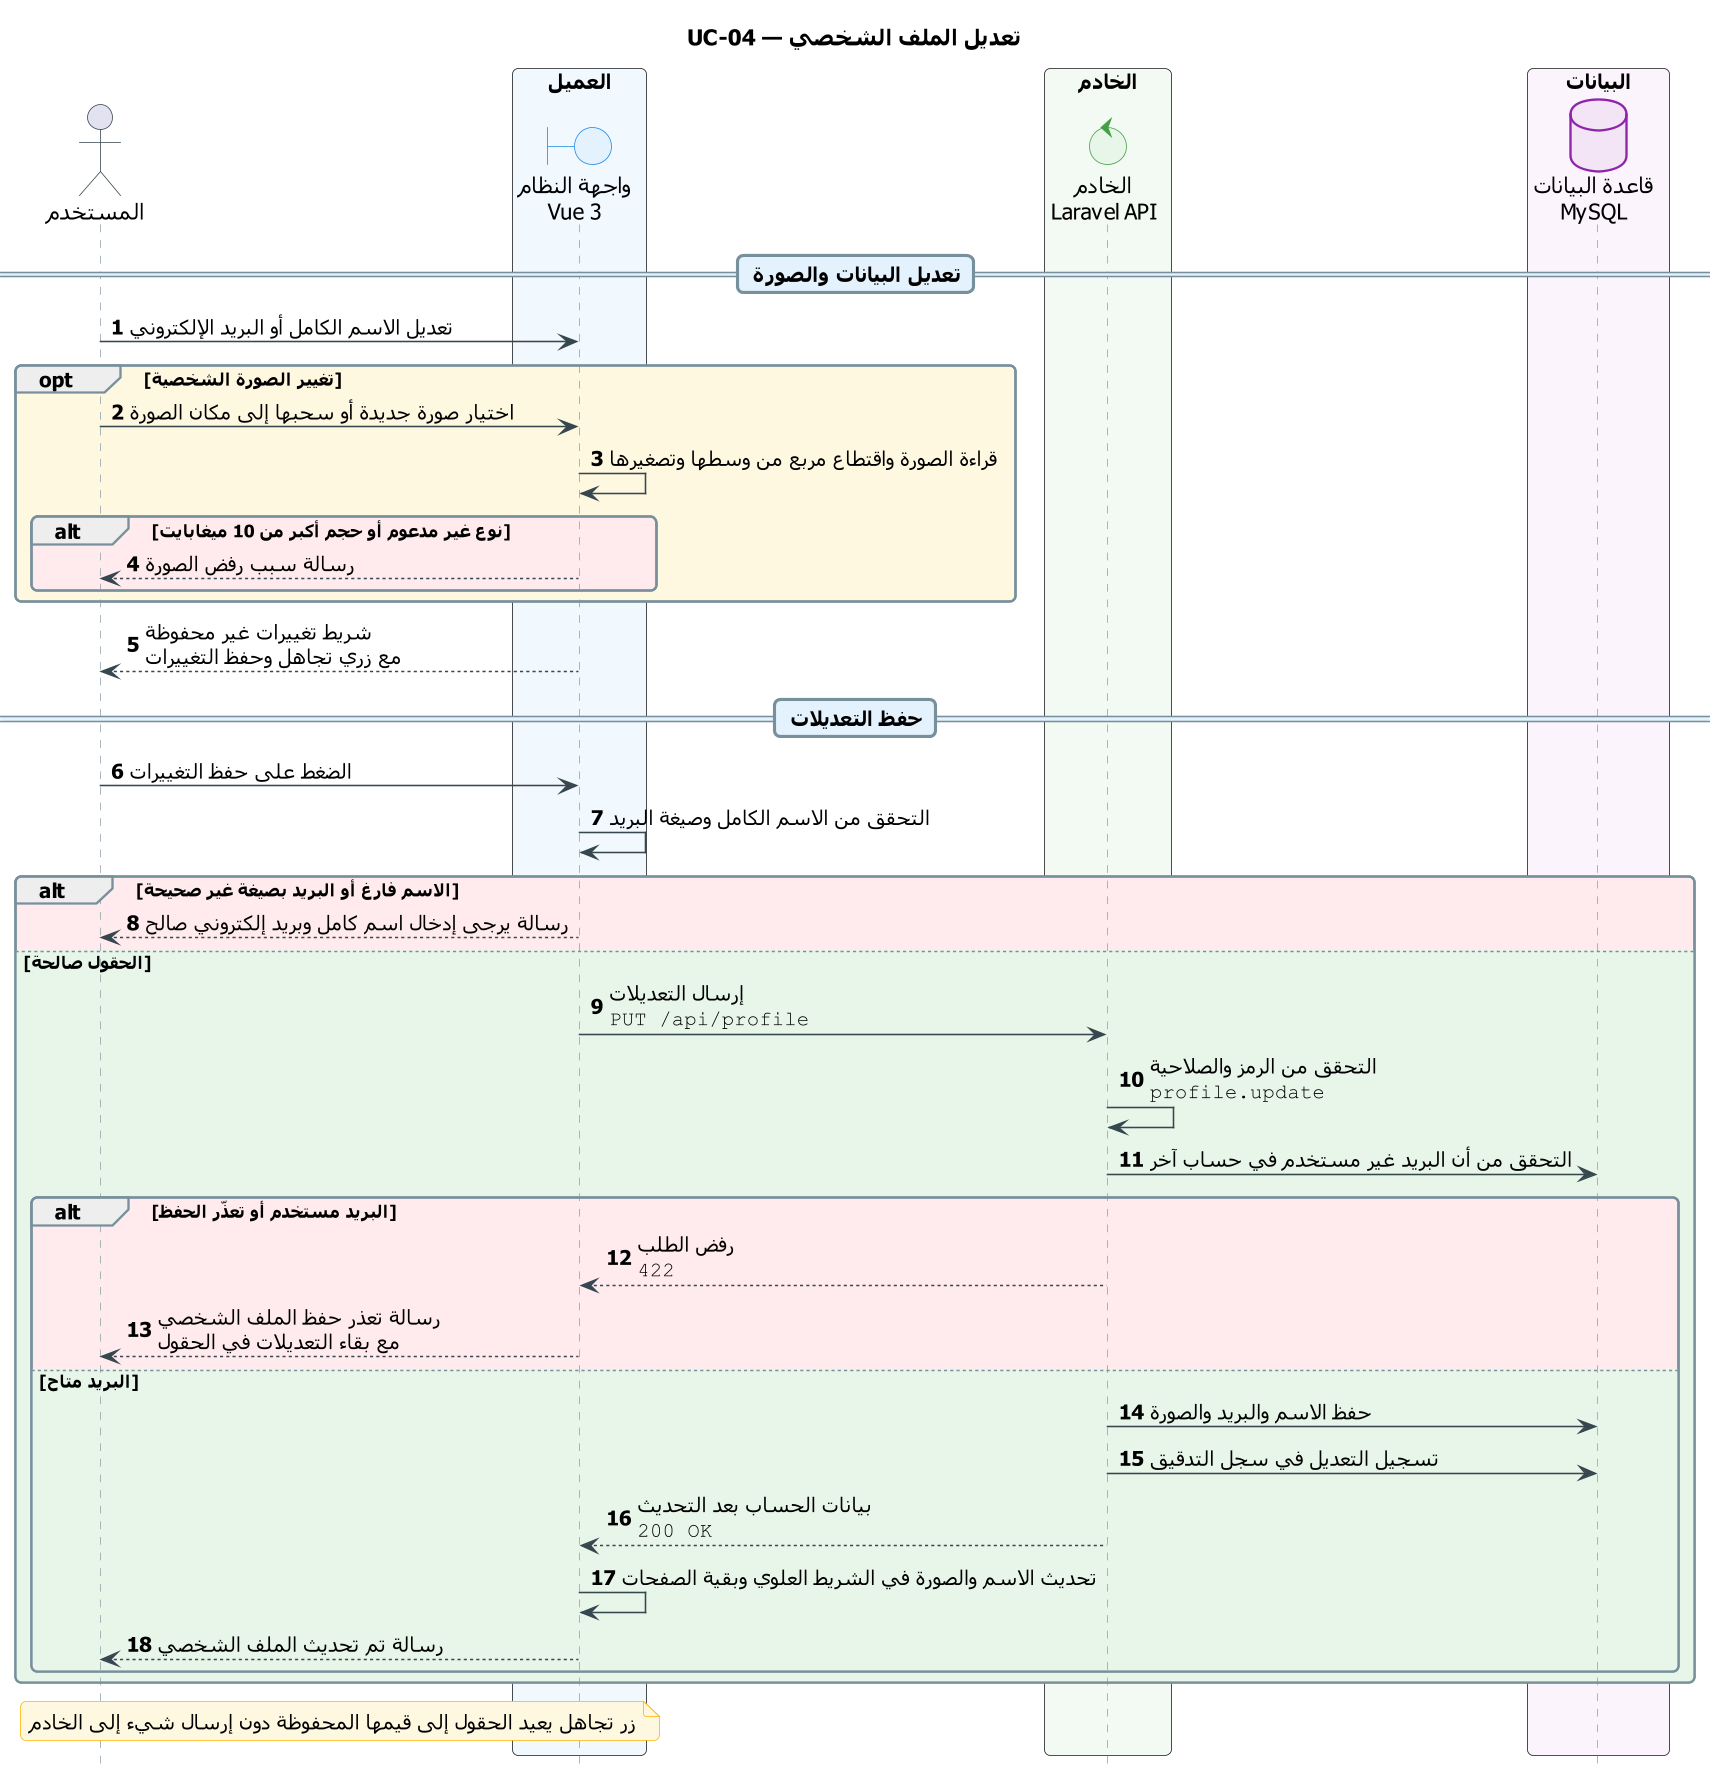 UC-04 — تعديل الملف الشخصي
العميل
الخادم
البيانات
المستخدم
واجهة النظام
Vue 3
الخادم
Laravel API
قاعدة البيانات
MySQL
تعديل البيانات والصورة
1 تعديل الاسم الكامل أو البريد الإلكتروني
opt [تغيير الصورة الشخصية]
2 اختيار صورة جديدة أو سحبها إلى مكان الصورة
3 قراءة الصورة واقتطاع مربع من وسطها وتصغيرها
alt [نوع غير مدعوم أو حجم أكبر من 10 ميغابايت]
4 رسالة سبب رفض الصورة
5 شريط تغييرات غير محفوظة
مع زري تجاهل وحفظ التغييرات
حفظ التعديلات
6 الضغط على حفظ التغييرات
7 التحقق من الاسم الكامل وصيغة البريد
alt [الاسم فارغ أو البريد بصيغة غير صحيحة]
8 رسالة يرجى إدخال اسم كامل وبريد إلكتروني صالح
[الحقول صالحة]
9 إرسال التعديلات
PUT /api/profile
10 التحقق من الرمز والصلاحية
profile.update
11 التحقق من أن البريد غير مستخدم في حساب آخر
alt [البريد مستخدم أو تعذّر الحفظ]
12 رفض الطلب
422
13 رسالة تعذر حفظ الملف الشخصي
مع بقاء التعديلات في الحقول
[البريد متاح]
14 حفظ الاسم والبريد والصورة
15 تسجيل التعديل في سجل التدقيق
16 بيانات الحساب بعد التحديث
200 OK
17 تحديث الاسم والصورة في الشريط العلوي وبقية الصفحات
18 رسالة تم تحديث الملف الشخصي
زر تجاهل يعيد الحقول إلى قيمها المحفوظة دون إرسال شيء إلى الخادم